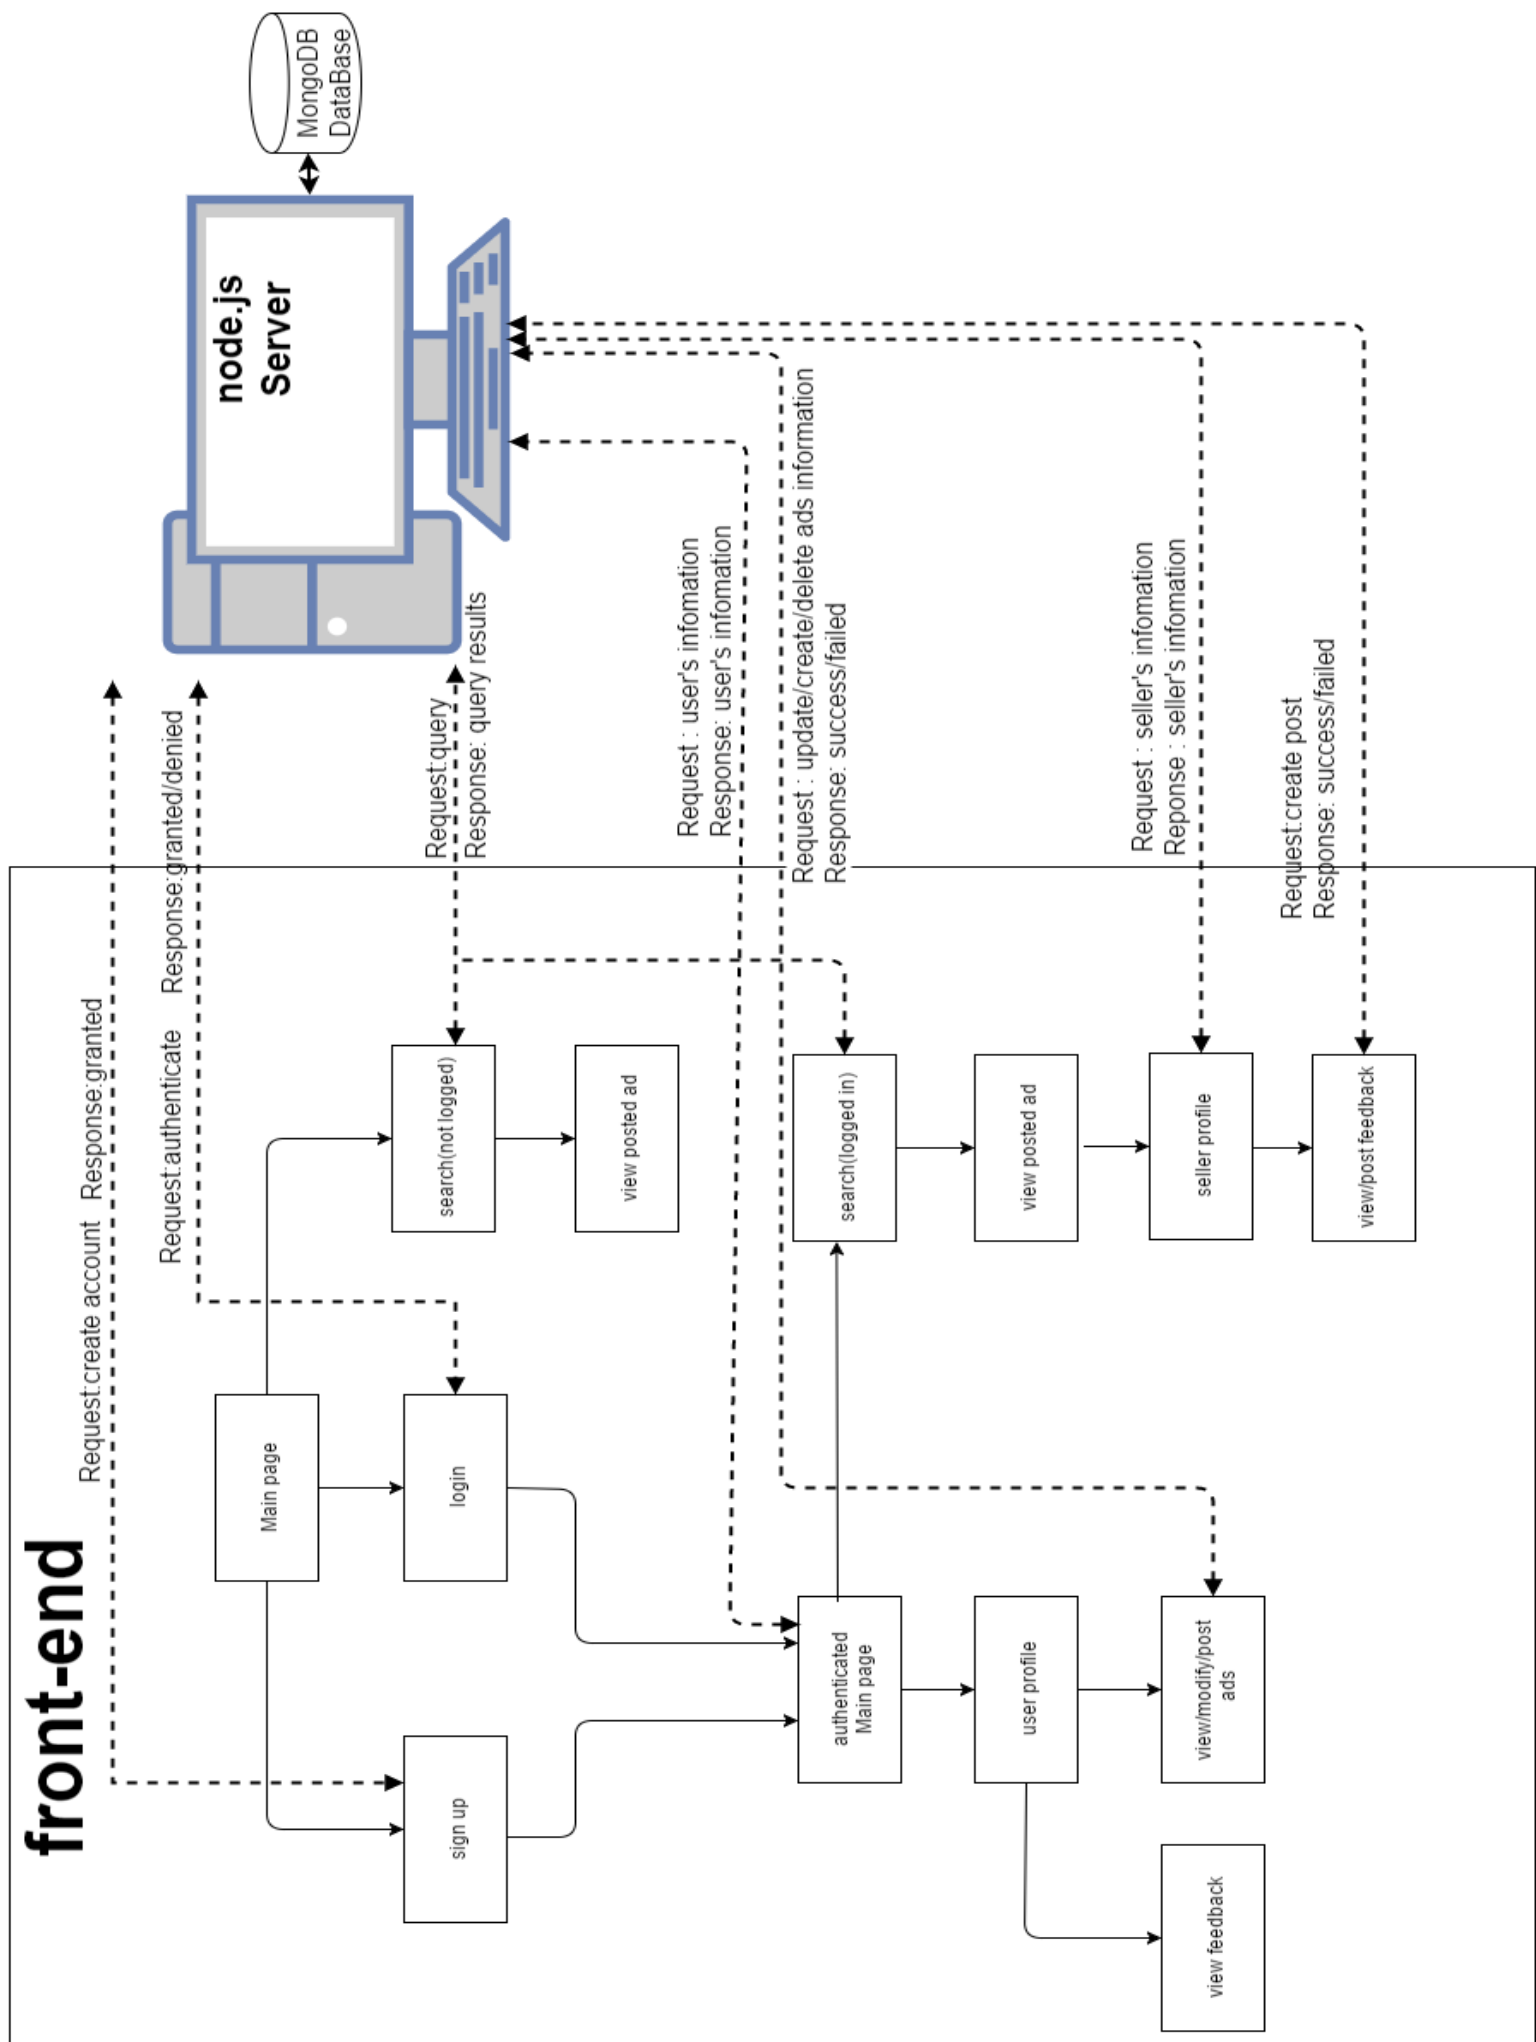 front-end
Request:create account   Response:granted
Request:authenticate    Response:granted/denied
node.js
Server
MongoDB
DataBase
Main page
sign up
login
search(not logged)
Request:query
Response: query results
view posted ad
Request : user's infomation
Response: user's infomation
authenticated
Main page
search(logged in)
Request : update/create/delete ads information
Response: success/failed
user profile
view posted ad
view feedback
view/modify/post
ads
seller profile
Request : seller's infomation
Reponse : seller's infomation
view/post feedback
Request:create post
Response: success/failed